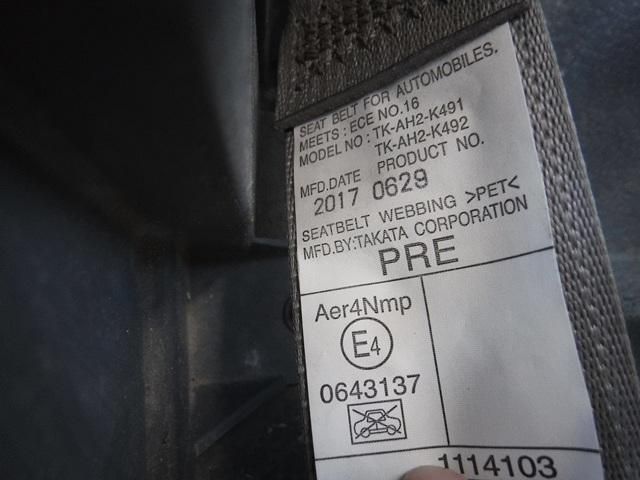 SEAT BELT FOR AUTOMOBILES.
MEETS : ECE NO.16
MODEL NO : TK-AH2-K491
TK-AH2-K492
MFD.DATE PRODUCT NO.
2017 0629
SEATBELT WEBBING >PET<
MFD.BY:TAKATA CORPORATION
PRE
Aer4Nmp
E4
0643137
1114103